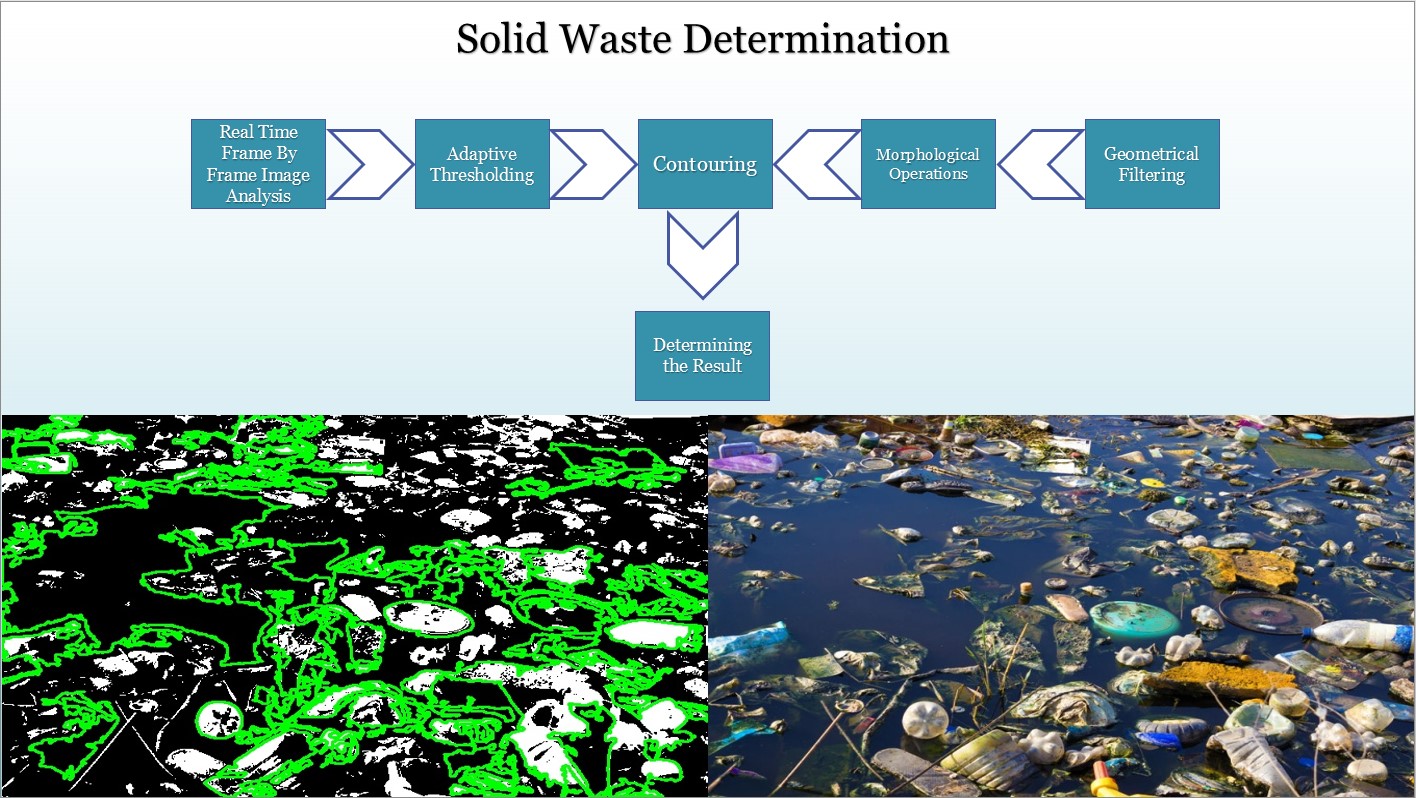 Solid Waste Determination
Real Time
Frame By
Frame Image
Analysis
Adaptive
Thresholding
Contouring
Morphological
Operations
Geometrical
Filtering
Determining
the Result